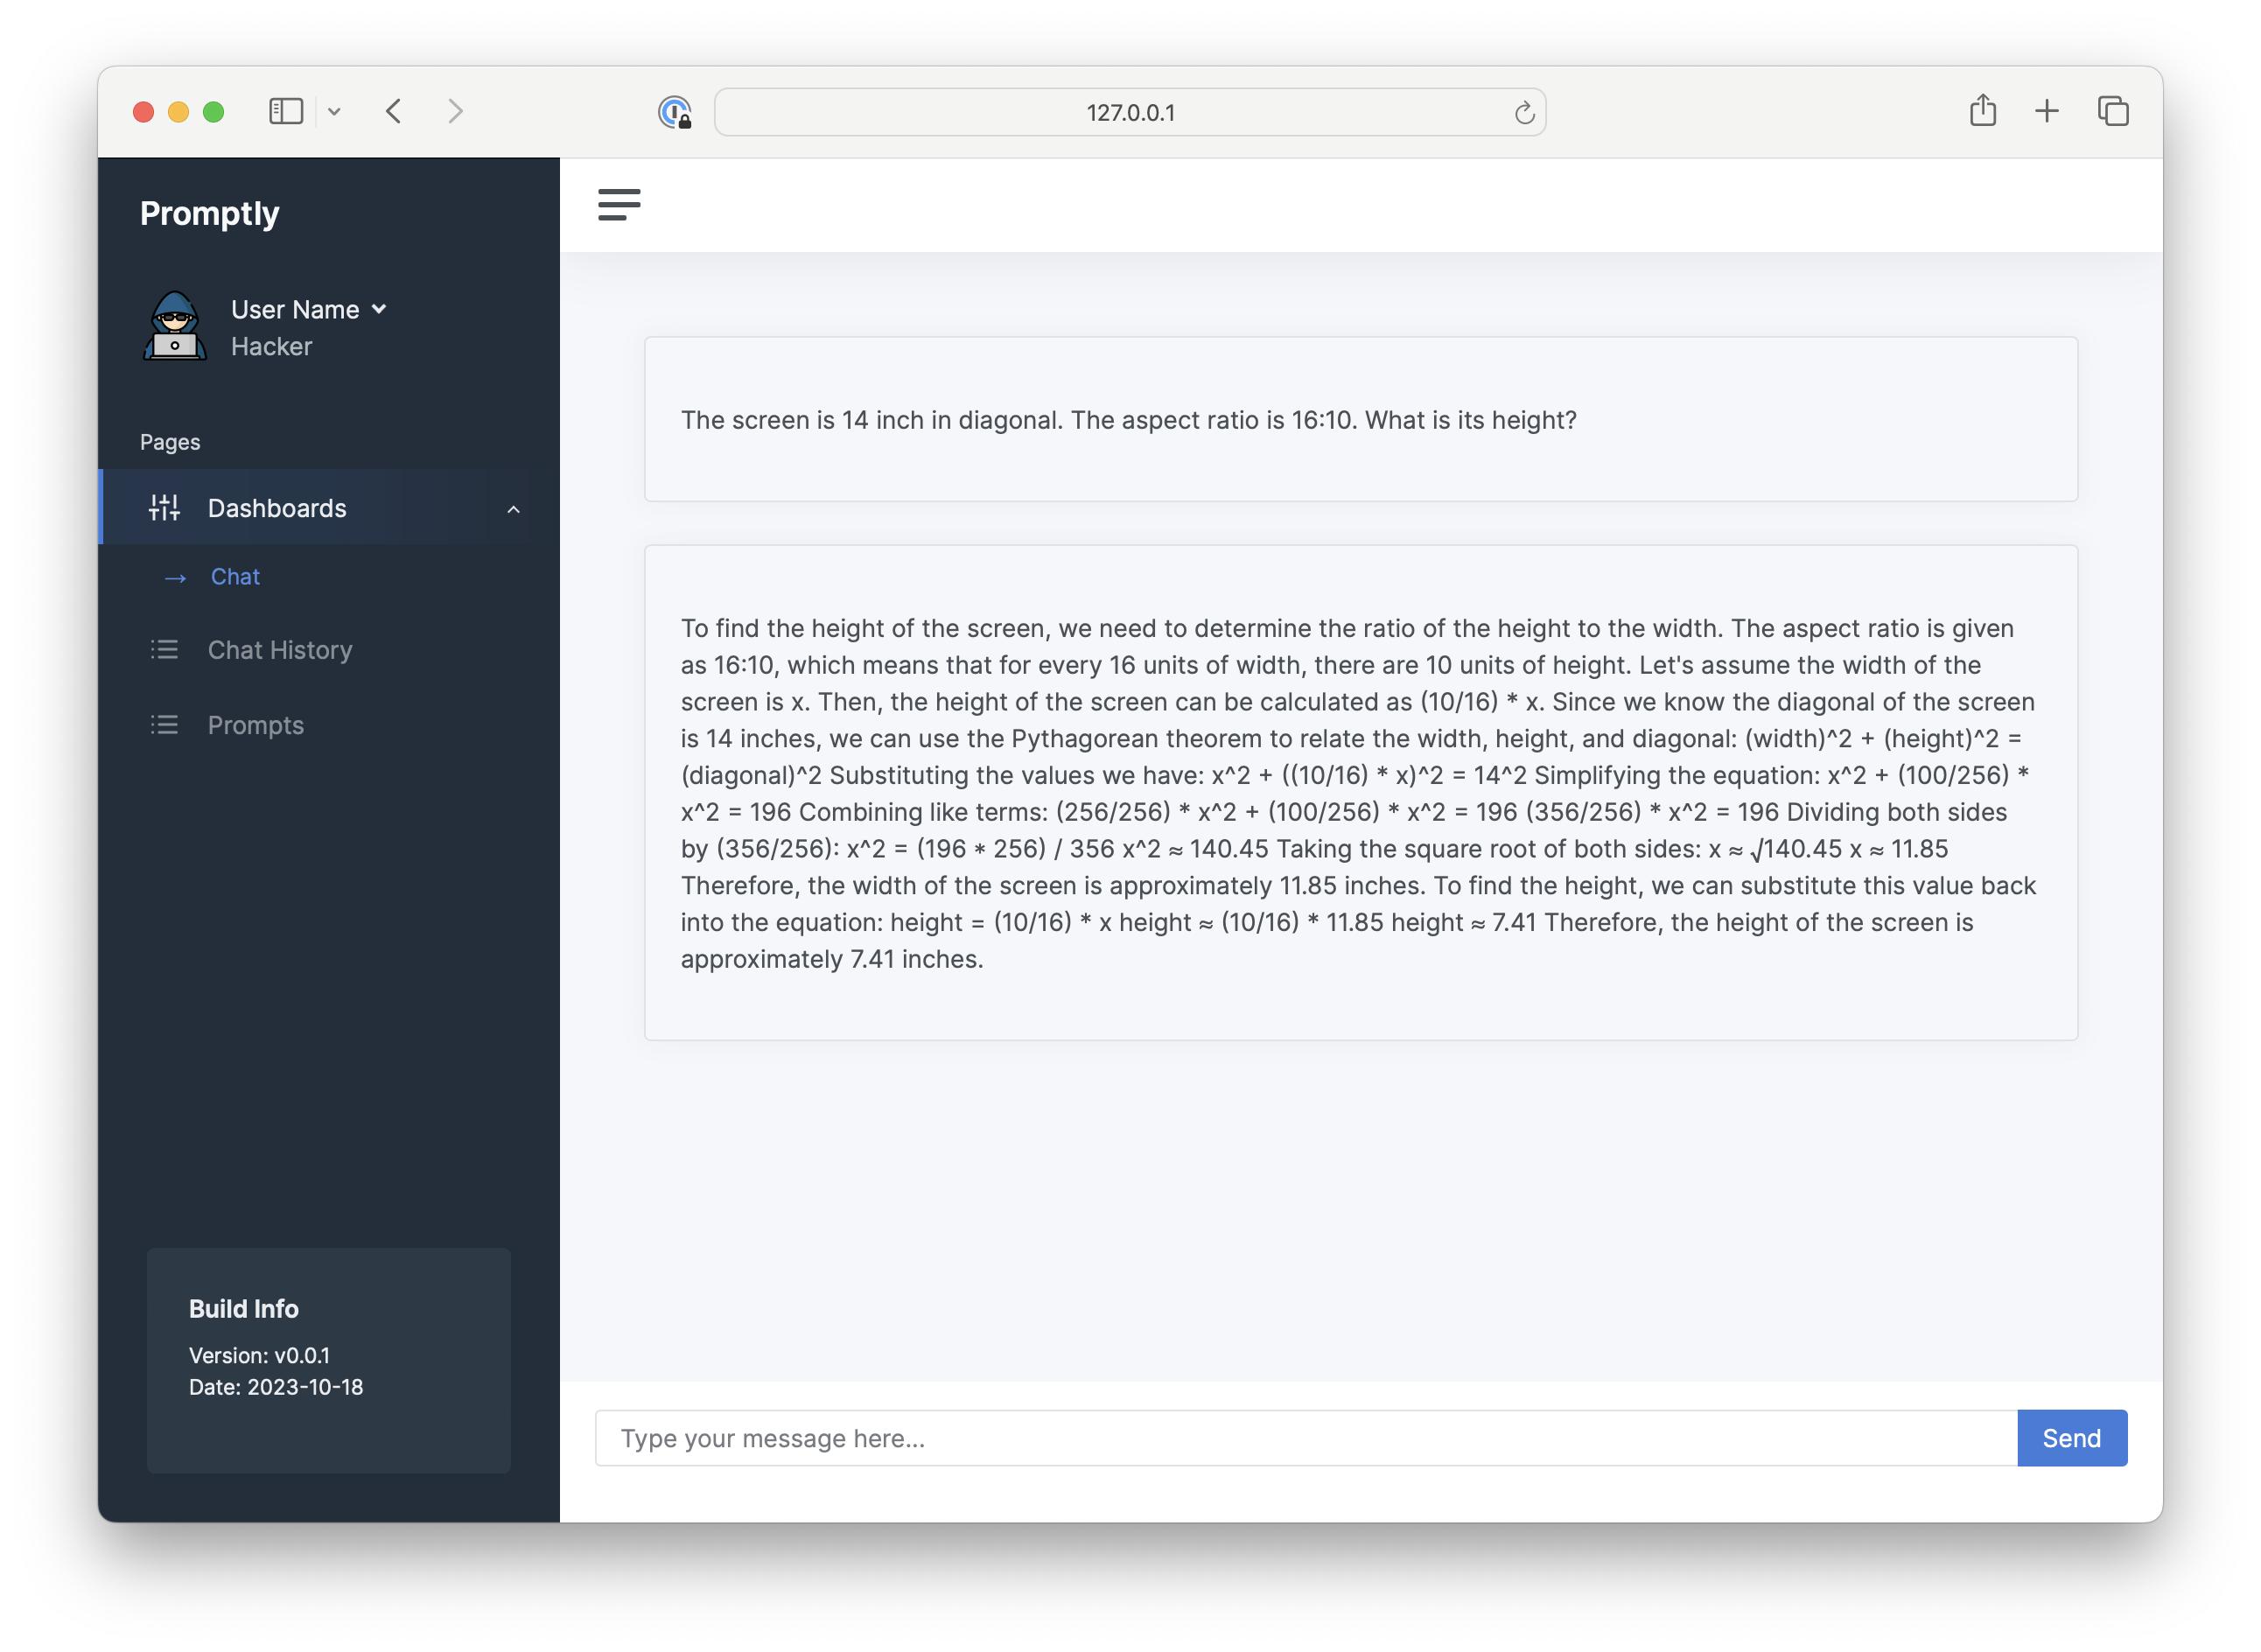 127.0.0.1
Promptly
User Name
Hacker
Pages
Dashboards
Chat
Chat History
Prompts
Build Info
Version: v0.0.1
Date: 2023-10-18
The screen is 14 inch in diagonal. The aspect ratio is 16:10. What is its height?
To find the height of the screen, we need to determine the ratio of the height to the width. The aspect ratio is given
as 16:10, which means that for every 16 units of width, there are 10 units of height. Let's assume the width of the
screen is x. Then, the height of the screen can be calculated as (10/16) * x. Since we know the diagonal of the screen
is 14 inches, we can use the Pythagorean theorem to relate the width, height, and diagonal: (width)^2 + (height)^2 =
(diagonal)^2 Substituting the values we have: x^2 + ((10/16) * x)^2 = 14^2 Simplifying the equation: x^2 + (100/256) *
x^2 = 196 Combining like terms: (256/256) * x^2 + (100/256) * x^2 = 196 (356/256) * x^2 = 196 Dividing both sides
by (356/256): x^2 = (196 * 256) / 356 x^2 ≈ 140.45 Taking the square root of both sides: x ≈ √140.45 x ≈ 11.85
Therefore, the width of the screen is approximately 11.85 inches. To find the height, we can substitute this value back
into the equation: height = (10/16) * x height ≈ (10/16) * 11.85 height ≈ 7.41 Therefore, the height of the screen is
approximately 7.41 inches.
Type your message here...
Send